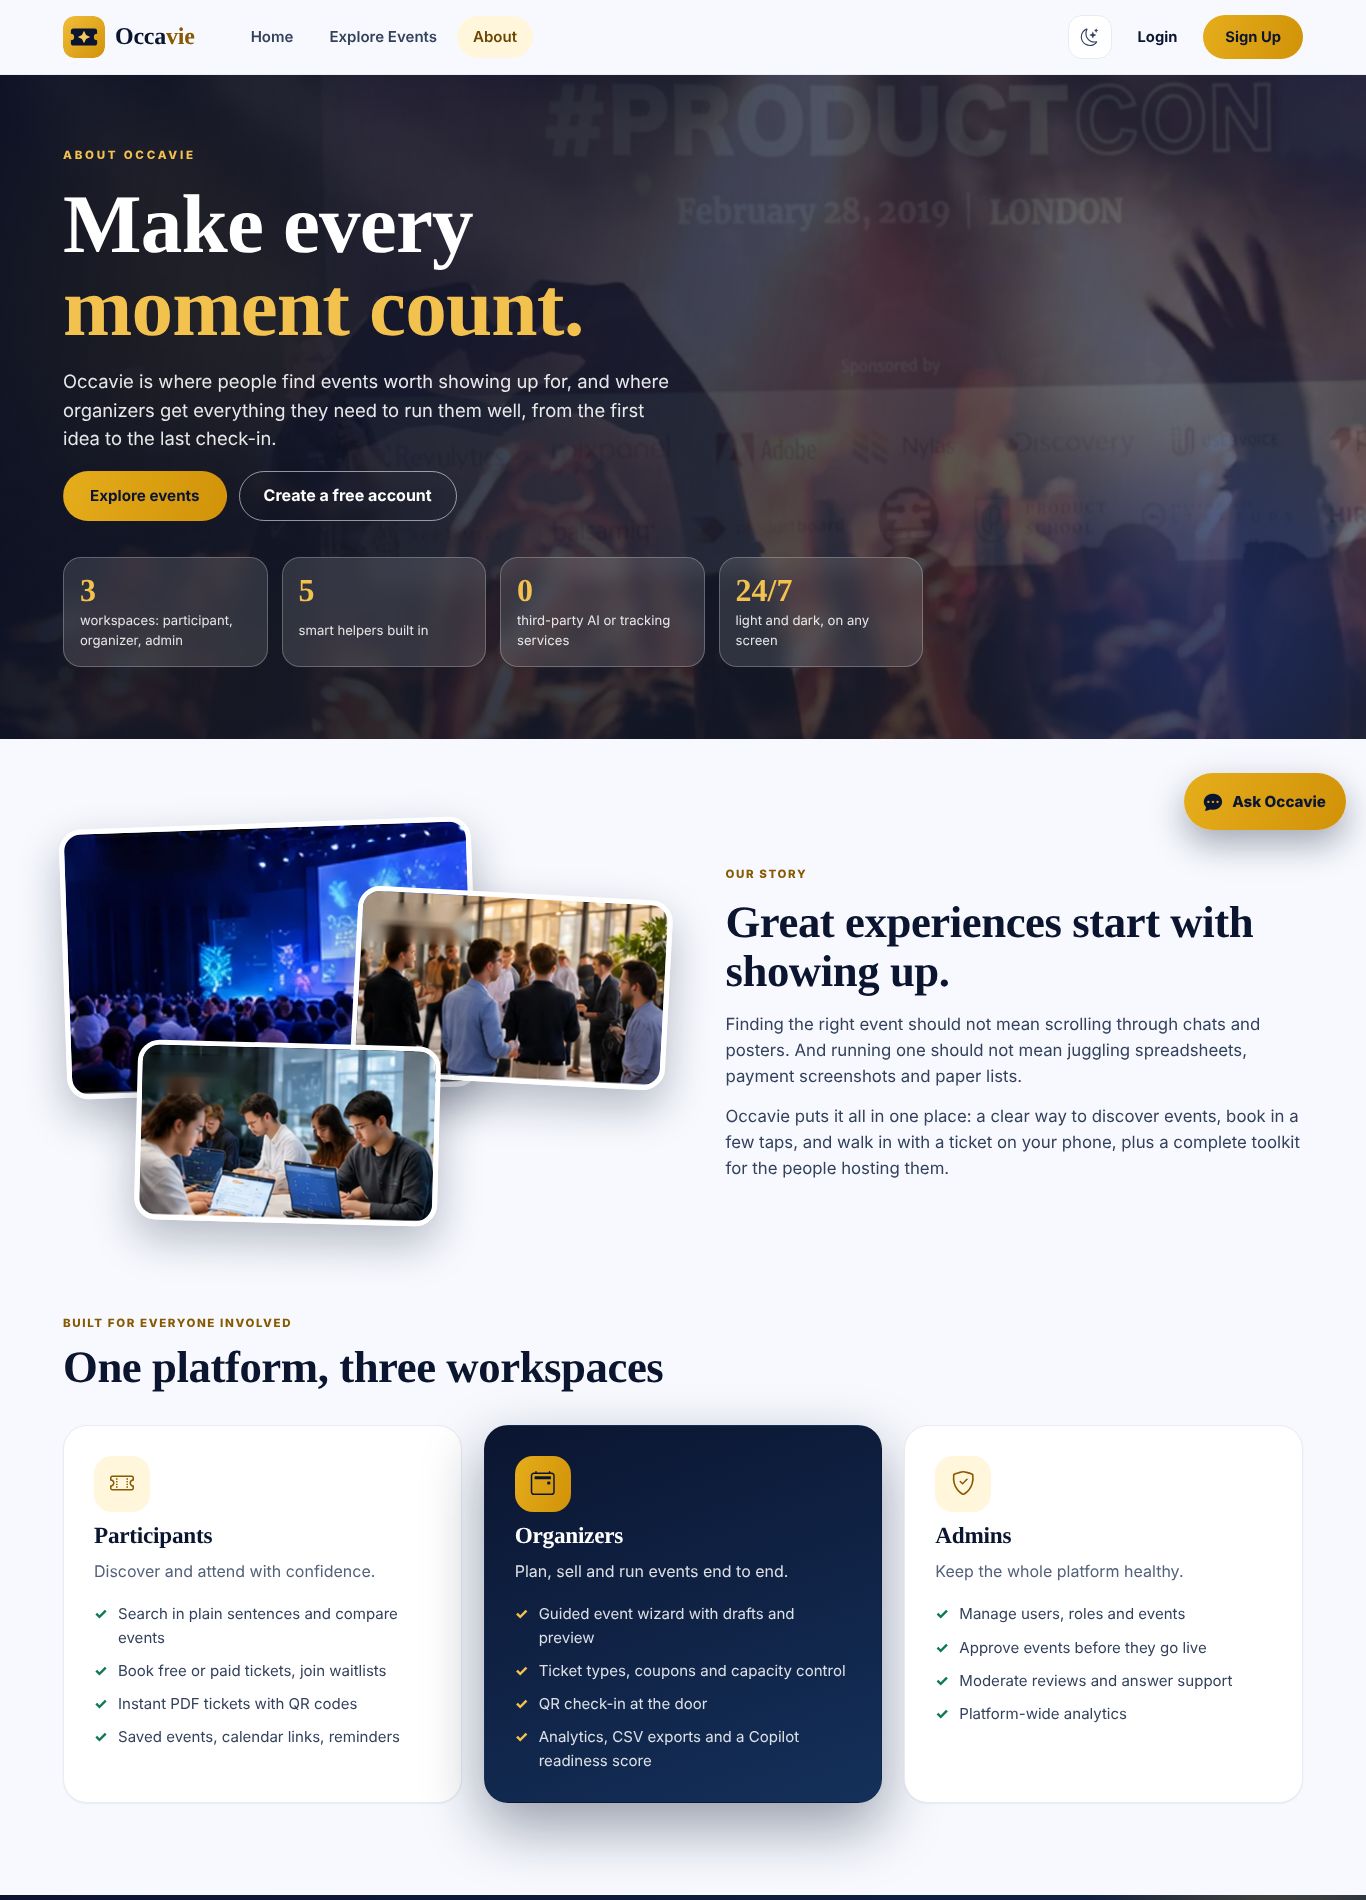 Occavie
Home
Explore Events
About
Login
Sign Up
#PRODUCTCON
February 28, 2019 | LONDON
ABOUT OCCAVIE
Make every
moment count.
Sponsored by
Occavie is where people find events worth showing up for, and where
organizers get everything they need to run them well, from the first
idea to the last check-in.
Adobe
Nylas
Discovery
Explore events
Create a free account
balsamiq
productboard
PRODUCT
SCHOOL
3
workspaces: participant,
organizer, admin
5
smart helpers built in
0
third-party AI or tracking
services
24/7
light and dark, on any
screen
Ask Occavie
OUR STORY
Great experiences start with
showing up.
Finding the right event should not mean scrolling through chats and
posters. And running one should not mean juggling spreadsheets,
payment screenshots and paper lists.
Occavie puts it all in one place: a clear way to discover events, book in a
few taps, and walk in with a ticket on your phone, plus a complete toolkit
for the people hosting them.
BUILT FOR EVERYONE INVOLVED
One platform, three workspaces
Participants
Discover and attend with confidence.
Search in plain sentences and compare
events
Book free or paid tickets, join waitlists
Instant PDF tickets with QR codes
Saved events, calendar links, reminders
Organizers
Plan, sell and run events end to end.
Guided event wizard with drafts and
preview
Ticket types, coupons and capacity control
QR check-in at the door
Analytics, CSV exports and a Copilot
readiness score
Admins
Keep the whole platform healthy.
Manage users, roles and events
Approve events before they go live
Moderate reviews and answer support
Platform-wide analytics